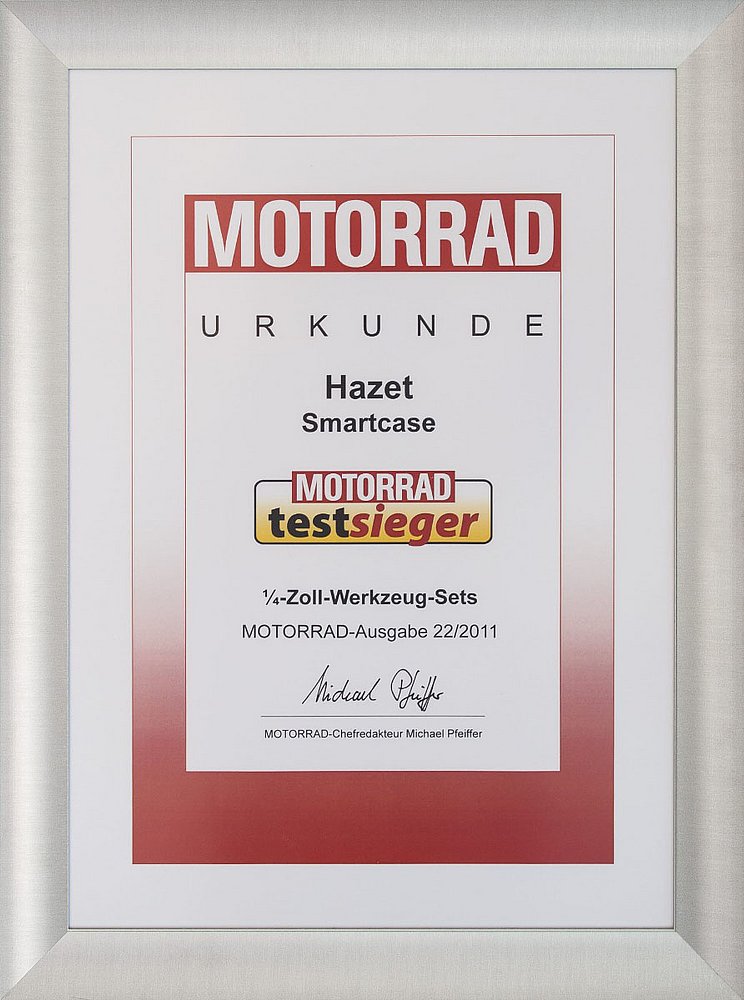 MOTORRAD
URKUNDE
Hazet
Smartcase
MOTORRAD
testsieger
¼-Zoll-Werkzeug-Sets
MOTORRAD-Ausgabe 22/2011
Michael Pfeiffer
MOTORRAD-Chefredakteur Michael Pfeiffer